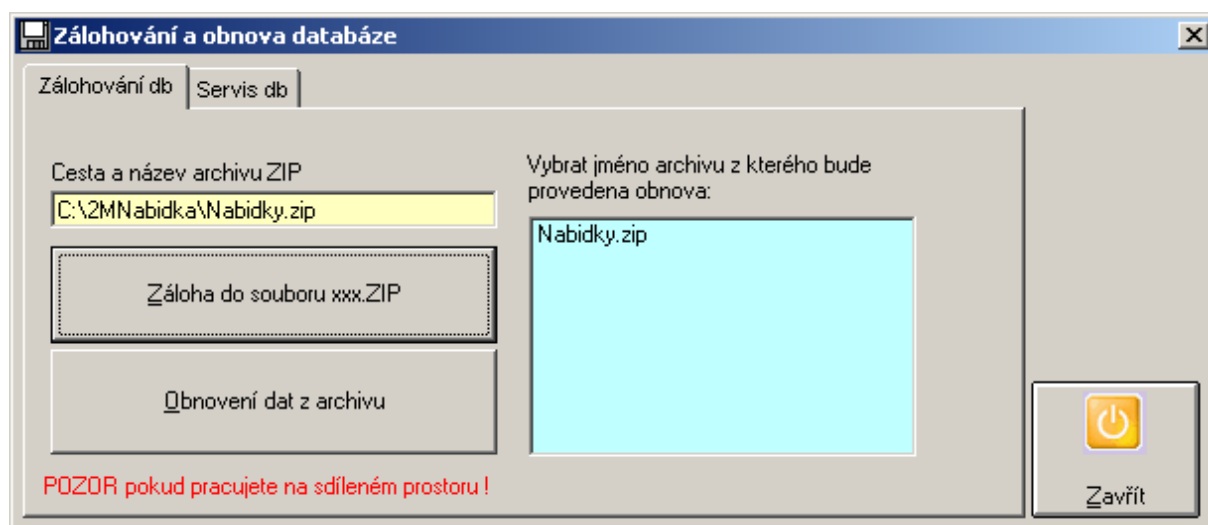 Zálohování a obnova databáze
Zálohování db
Servis db
Cesta a název archivu ZIP
C:\2MNabidka\Nabidky.zip
Záloha do souboru xxx.ZIP
Obnovení dat z archivu
POZOR pokud pracujete na sdíleném prostoru !
Vybrat jméno archivu z kterého bude
provedena obnova:
Nabidky.zip
Zavřít